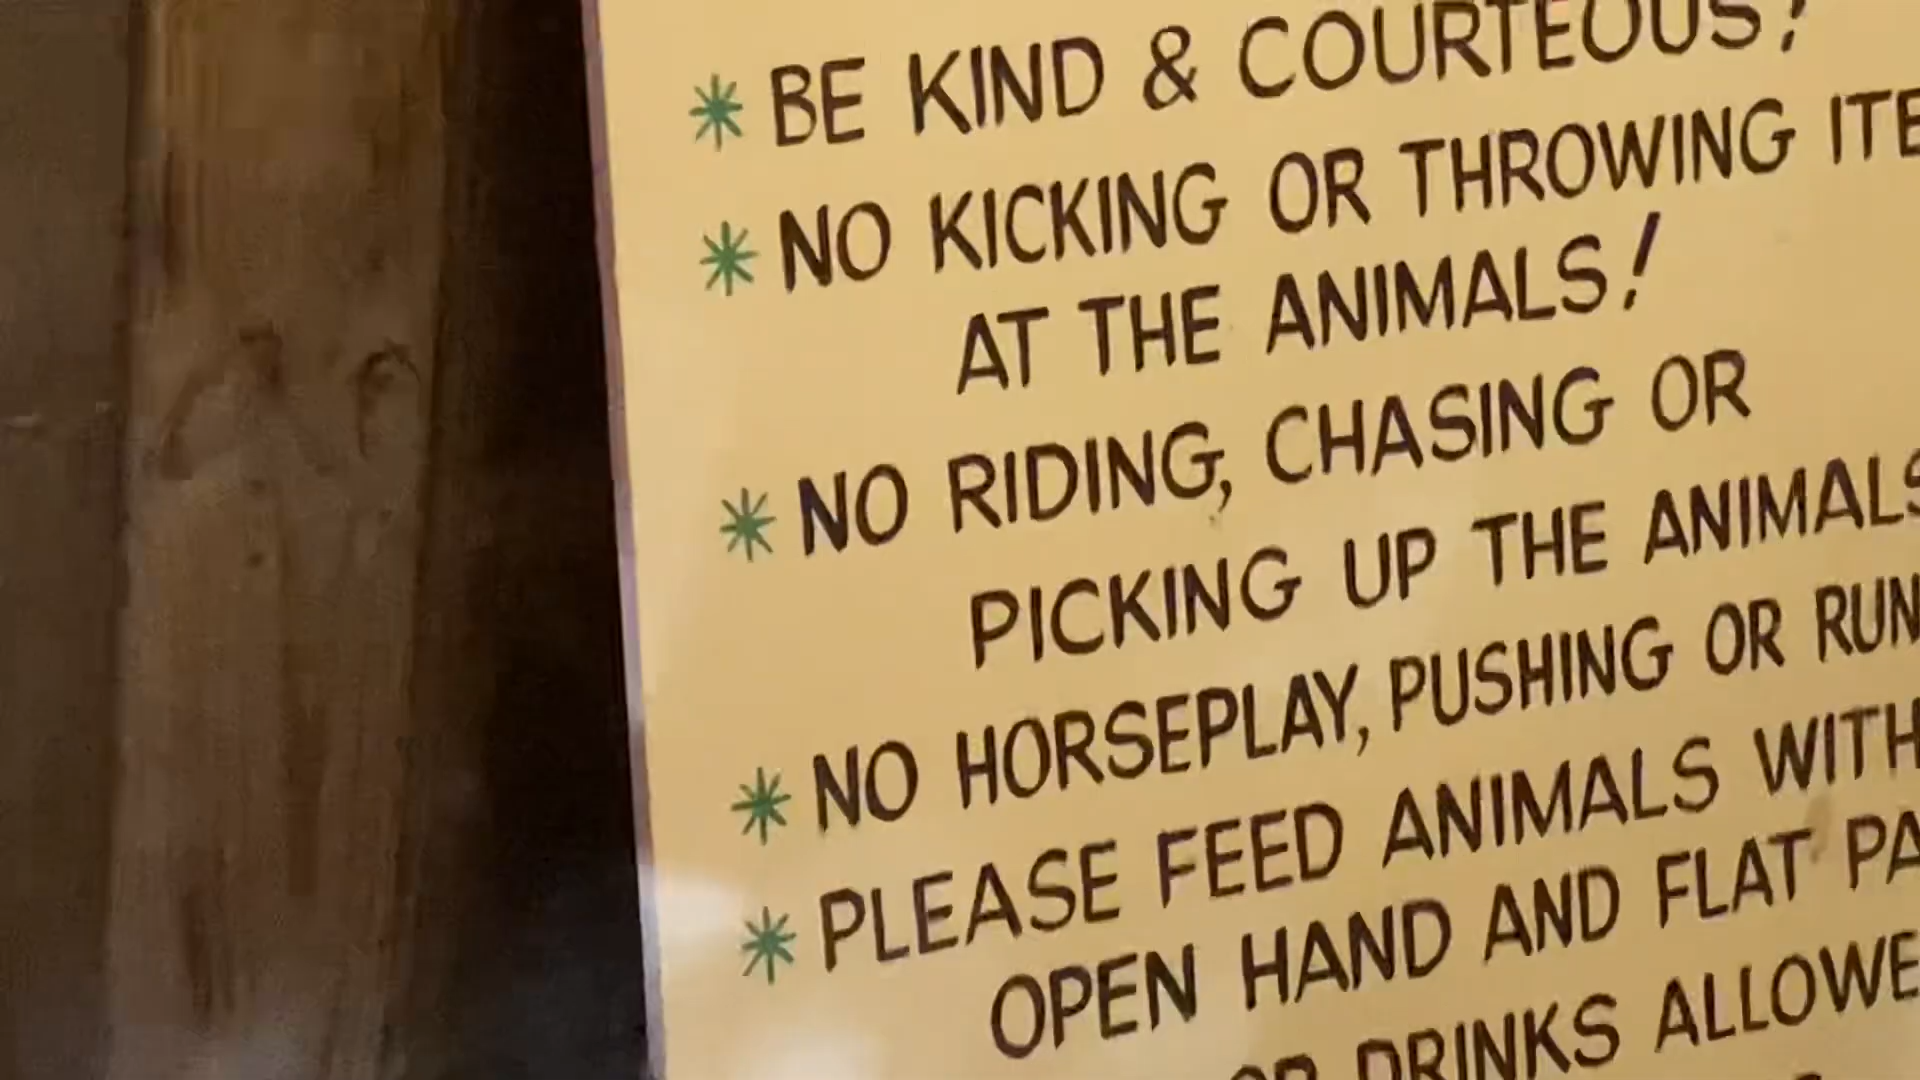 * BE KIND & COURTEOUS!
* NO KICKING OR THROWING ITE
AT THE ANIMALS!
* NO RIDING, CHASING OR
PICKING UP THE ANIMALS
* NO HORSEPLAY, PUSHING OR RUN
* PLEASE FEED ANIMALS WITH
OPEN HAND AND FLAT PA
OR DRINKS ALLOWE